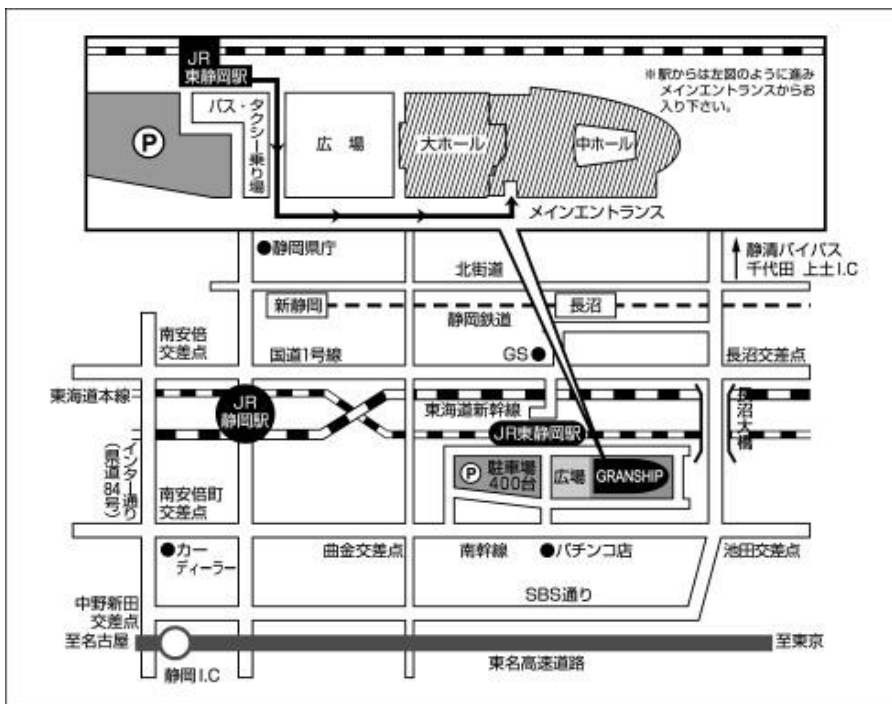 JR
東静岡駅
※駅からは左図のように進み
メインエントランスからお
入り下さい。
バス・タクシー乗り場
P
広 場
大ホール
中ホール
メインエントランス
静岡県庁
北街道
静清バイパス
千代田 上土I.C
新静岡
長沼
静岡鉄道
南安倍
交差点
国道1号線
GS
長沼交差点
東海道本線
JR
静岡駅
東海道新幹線
JR東静岡駅
長沼大橋
インター通り
(県道84号)
P
駐車場
400台
広場
GRANSHIP
南安倍町
交差点
カー
ディーラー
曲金交差点
南幹線
パチンコ店
池田交差点
SBS通り
中野新田
交差点
至名古屋
至東京
東名高速道路
静岡I.C